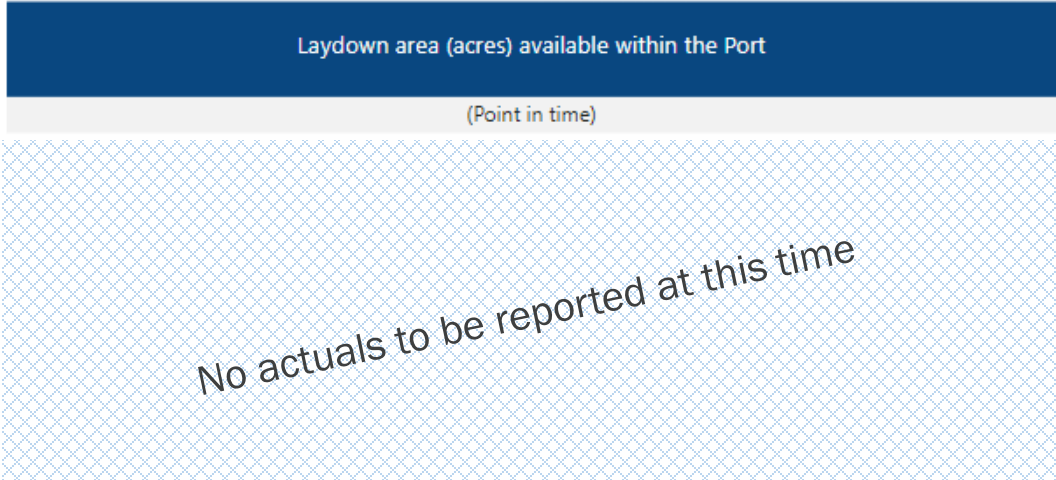 Laydown area (acres) available within the Port
(Point in time)
No actuals to be reported at this time